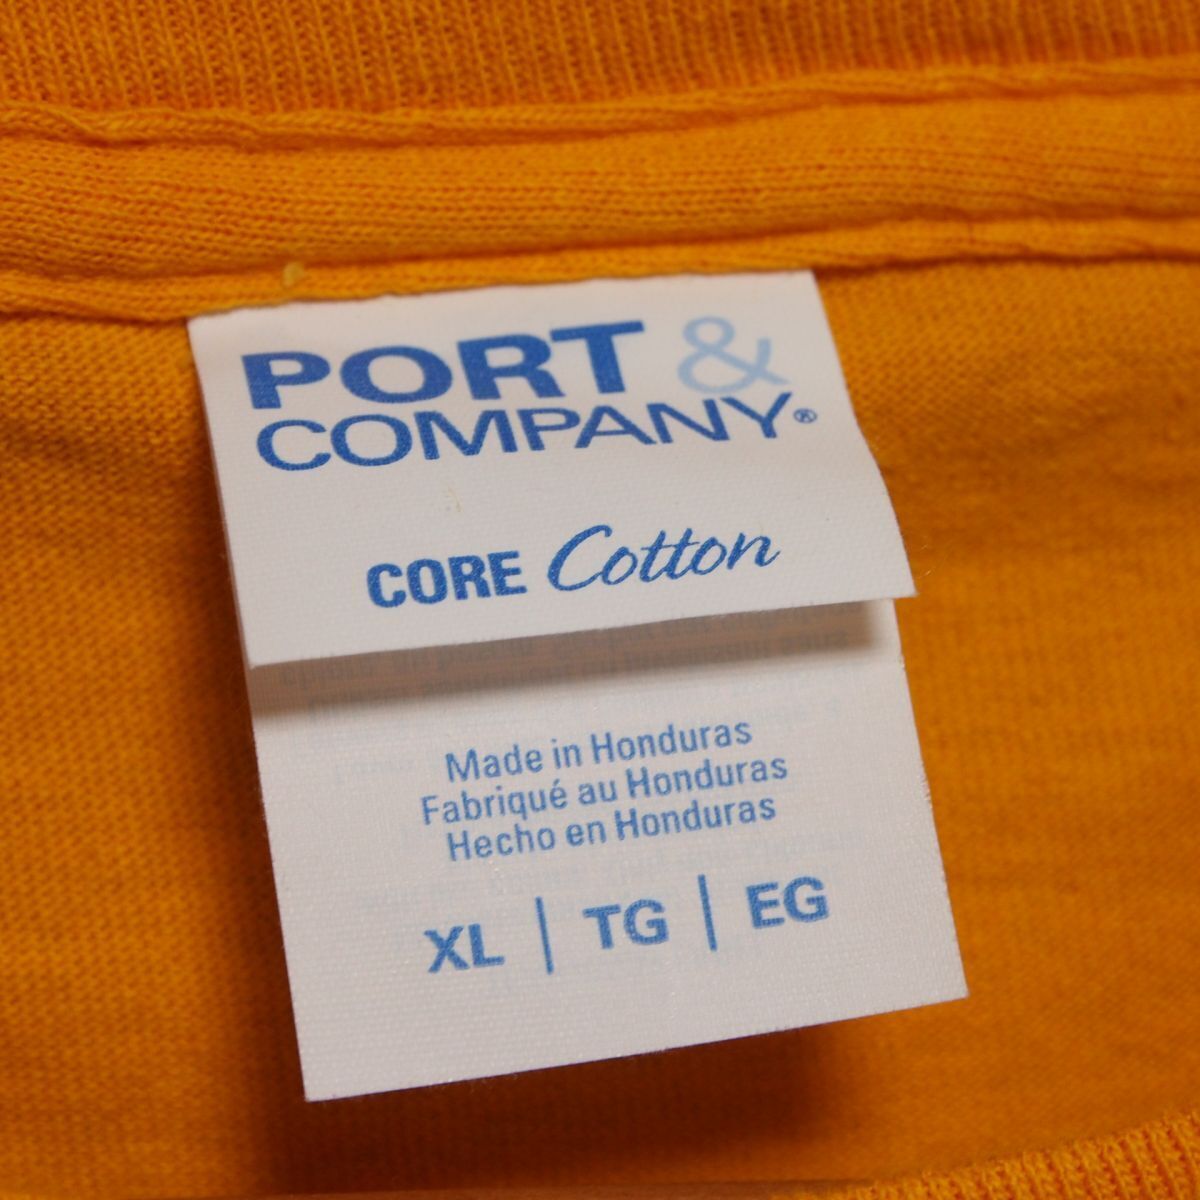 PORT &
COMPANY®
CORE Cotton
Made in Honduras
Fabriqué au Honduras
Hecho en Honduras
XL | TG | EG